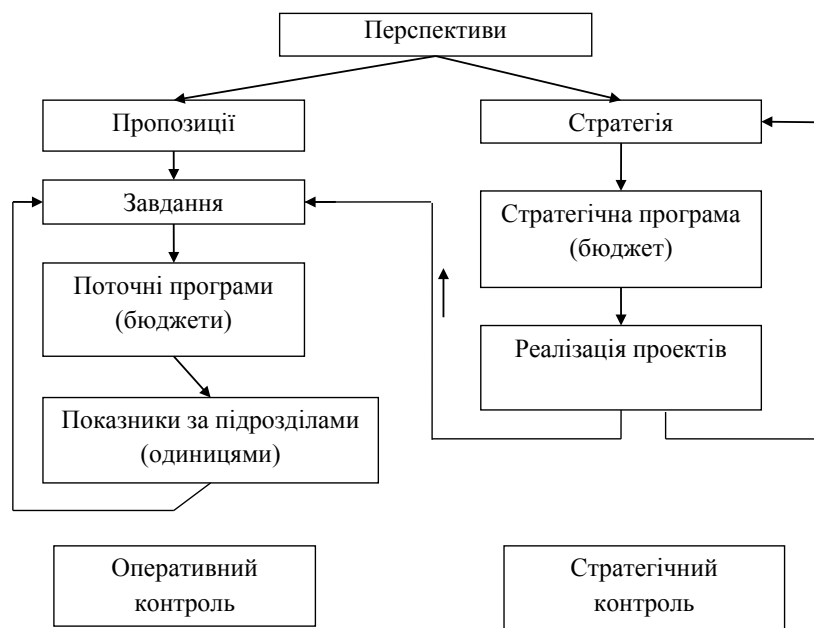 Перспективи
Пропозиції
Стратегія
Завдання
Стратегічна програма
(бюджет)
Поточні програми
(бюджети)
Реалізація проектів
Показники за підрозділами
(одиницями)
Оперативний
контроль
Стратегічний
контроль